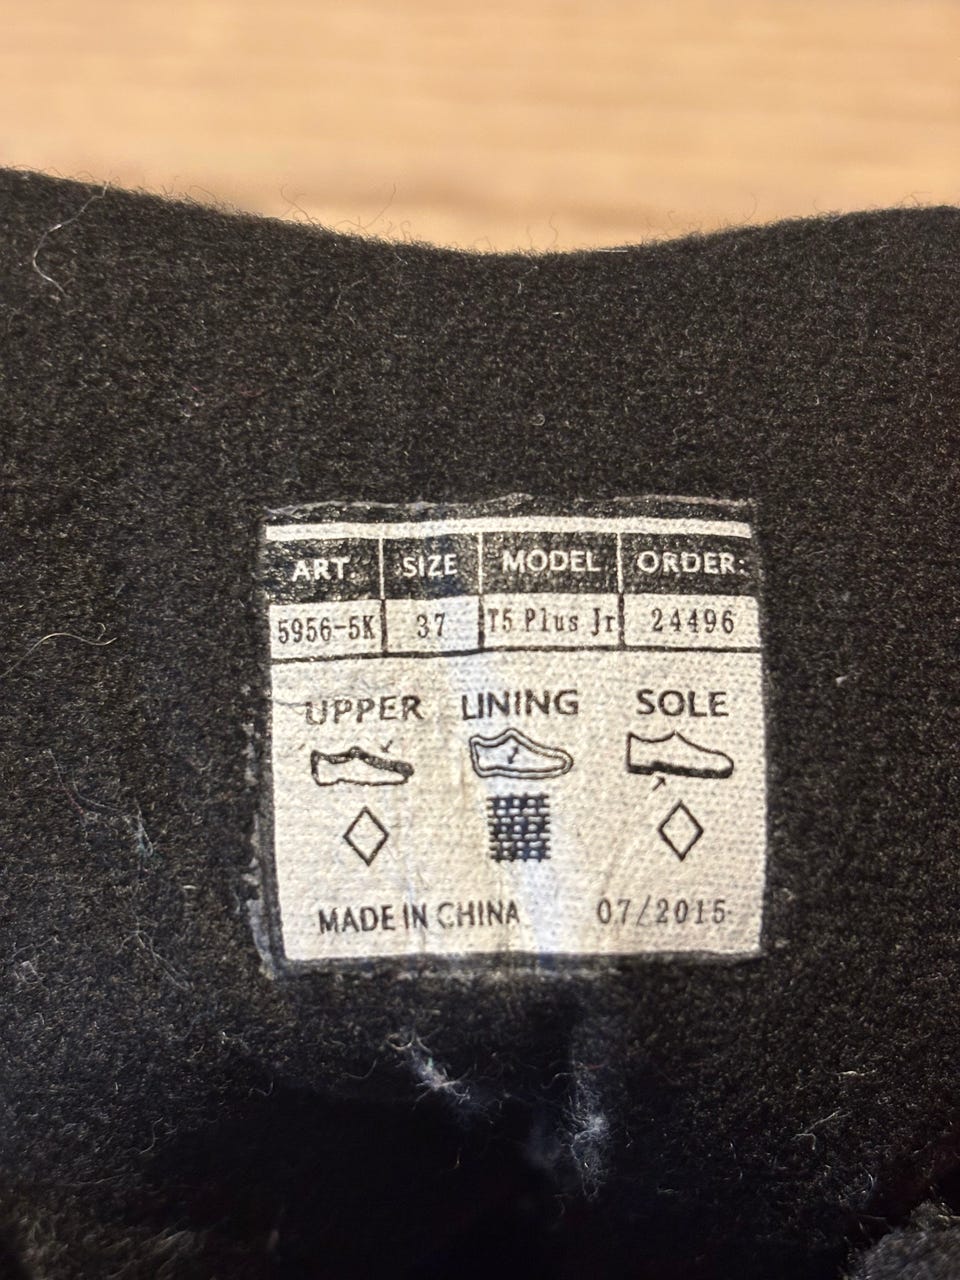 ART. SIZE MODEL ORDER:
5956-5K 37 T5 Plus Jr 24496
UPPER LINING SOLE
MADE IN CHINA 07/2015